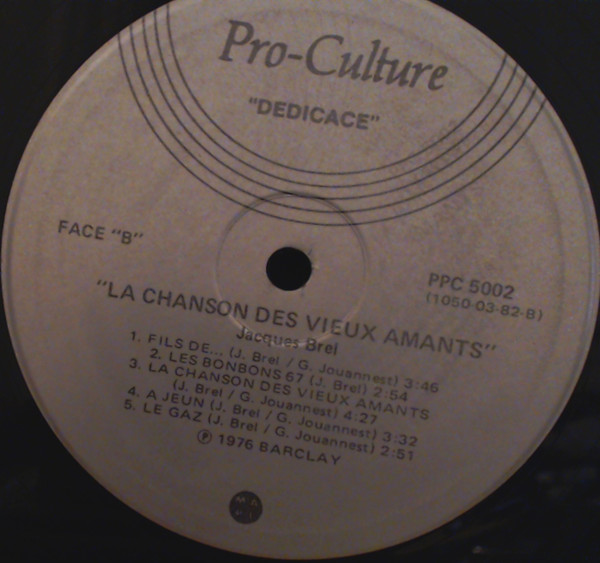 Pro-Culture
"DEDICACE"
FACE "B"
PPC 5002
(1050-03-82-B)
"LA CHANSON DES VIEUX AMANTS"
Jacques Brel
1. FILS DE... (J. Brel / G. Jouannest) 3:46
2. LES BONBONS 67 (J. Brel) 2:54
3. LA CHANSON DES VIEUX AMANTS
(J. Brel / G. Jouannest) 4:27
4. A JEUN (J. Brel / G. Jouannest) 3:32
5. LE GAZ (J. Brel / G. Jouannest) 2:51
℗ 1976 BARCLAY